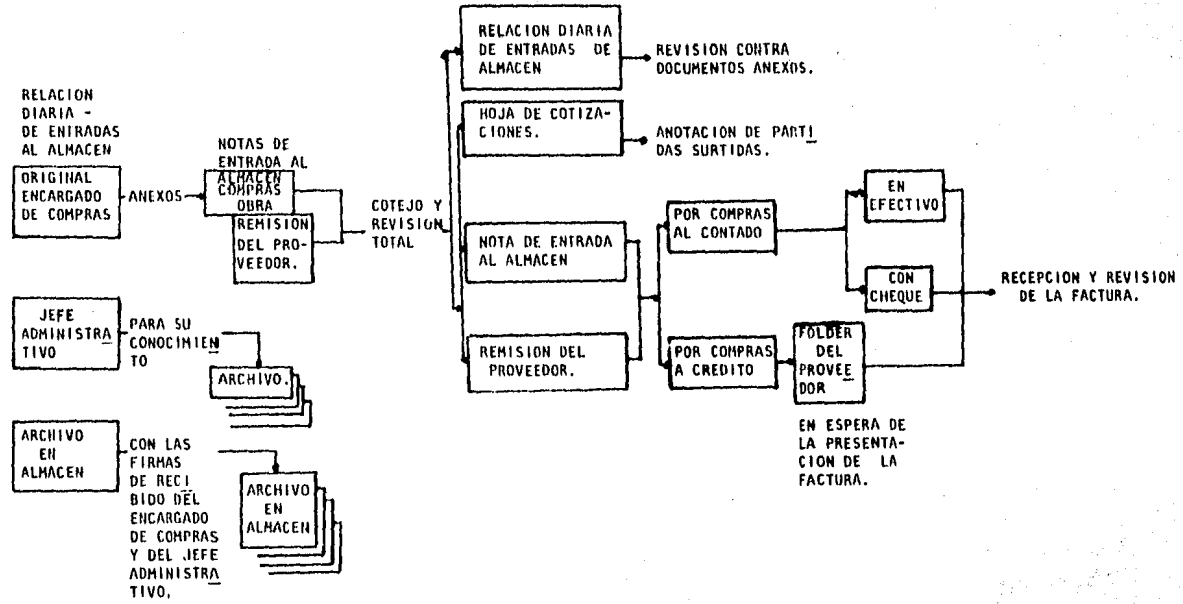 RELACION
DIARIA -
DE ENTRADAS
AL ALMACEN
ORIGINAL
ENCARGADO
DE COMPRAS
ANEXOS
NOTAS DE
ENTRADA AL
ALMACEN
COMPRAS
OBRA
REMISION
DEL PRO-
VEEDOR.
COTEJO Y
REVISION
TOTAL
RELACION DIARIA
DE ENTRADAS DE
ALMACEN
REVISION CONTRA
DOCUMENTOS ANEXOS.
HOJA DE COTIZA-
CIONES.
ANOTACION DE PARTI
DAS SURTIDAS.
NOTA DE ENTRADA
AL ALMACEN
REMISION DEL
PROVEEDOR.
POR COMPRAS
AL CONTADO
POR COMPRAS
A CREDITO
EN
EFECTIVO
CON
CHEQUE
FOLDER
DEL
PROVEE
DOR
EN ESPERA DE
LA PRESENTA-
CION DE LA
FACTURA.
RECEPCION Y REVISION
DE LA FACTURA.
JEFE
ADMINISTRA
TIVO
PARA SU
CONOCIMIEN
TO
ARCHIVO.
ARCHIVO
EN
ALMACEN
CON LAS
FIRMAS
DE RECI
BIDO DEL
ENCARGADO
DE COMPRAS
Y DEL JEFE
ADMINISTRA
TIVO.
ARCHIVO
EN
ALMACEN